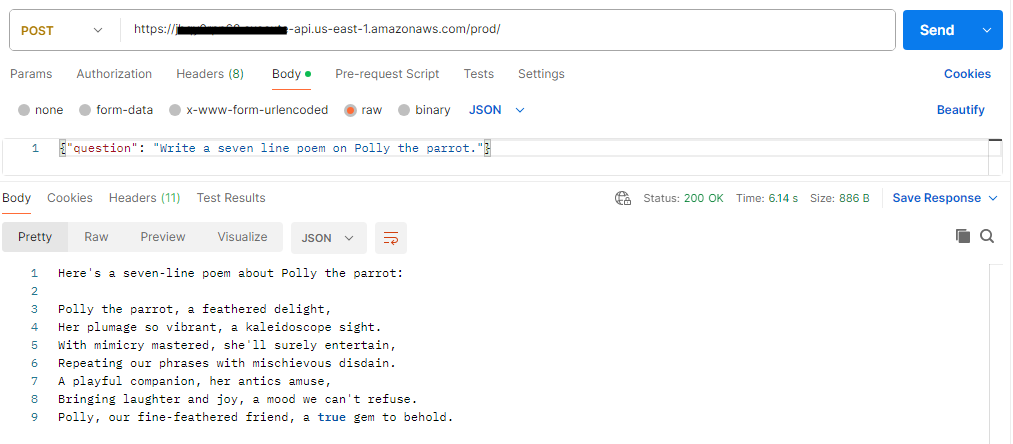 POST
https://
-api.us-east-1.amazonaws.com/prod/
Send
Params Authorization Headers (8) Body Pre-request Script Tests Settings Cookies
none form-data x-www-form-urlencoded raw binary JSON Beautify
1 {"question": "Write a seven line poem on Polly the parrot."}
Body Cookies Headers (11) Test Results Status: 200 OK Time: 6.14 s Size: 886 B Save Response
Pretty Raw Preview Visualize JSON
1 Here's a seven-line poem about Polly the parrot:
2
3 Polly the parrot, a feathered delight,
4 Her plumage so vibrant, a kaleidoscope sight.
5 With mimicry mastered, she'll surely entertain,
6 Repeating our phrases with mischievous disdain.
7 A playful companion, her antics amuse,
8 Bringing laughter and joy, a mood we can't refuse.
9 Polly, our fine-feathered friend, a true gem to behold.